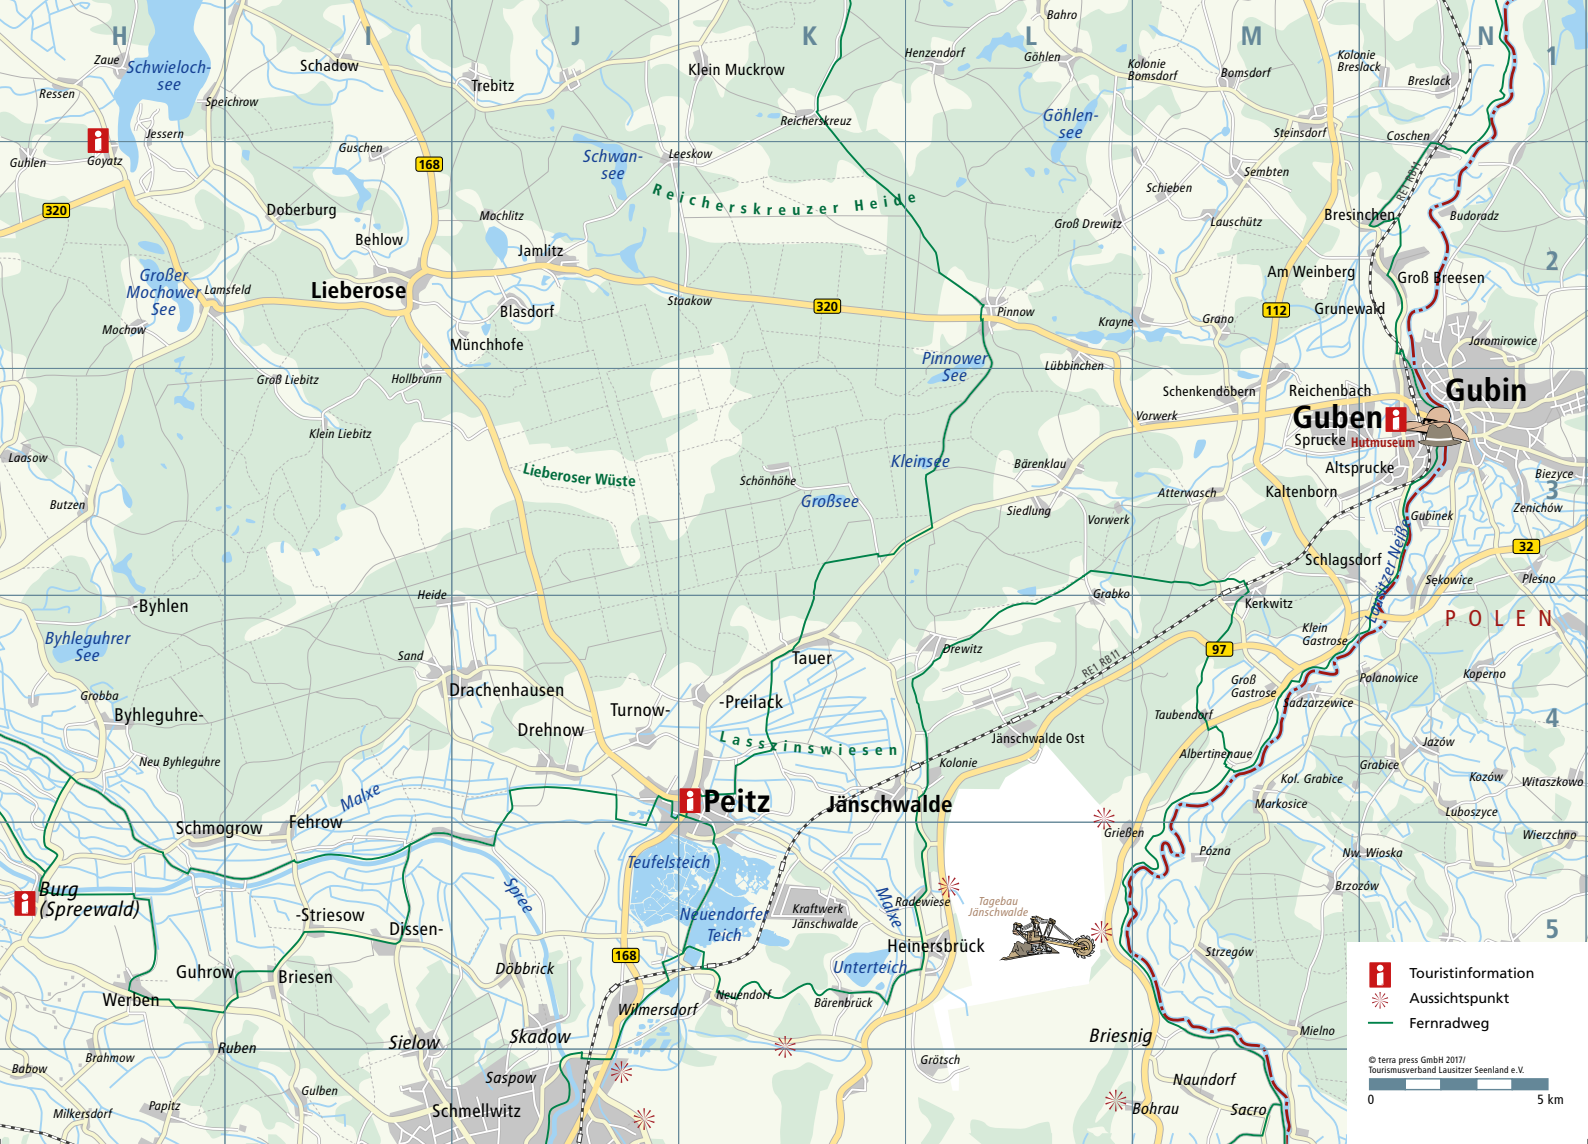 H
I
J
K
L
M
N
1
2
3
4
5
Zaue
Schwieloch-
see
Ressen
Speichrow
Jessern
Guhlen
Goyatz
320
Schadow
Guschen
168
Doberburg
Behlow
Trebitz
Mochlitz
Jamlitz
Schwan-
see
Klein Muckrow
Leeskow
Reicherskreuz
Reicherskreuzer Heide
Henzendorf
Bahro
Göhlen
Göhlen-
see
Kolonie
Bomsdorf
Bomsdorf
Kolonie
Breslack
Breslack
Steinsdorf
Coschen
RE1 RB11
Sembten
Schieben
Groß Drewitz
Lauschütz
Bresinchen
Budoradz
Am Weinberg
Groß Breesen
Grunewald
112
Großer
Mochower
See
Lamsfeld
Mochow
Lieberose
Blasdorf
Münchhofe
Staakow
320
Pinnow
Krayne
Grano
Jaromirowice
Pinnower
See
Lübbinchen
Groß Liebitz
Hollbrunn
Klein Liebitz
Schenkendöbern
Reichenbach
Gubin
Guben
Vorwerk
Sprucke
Hutmuseum
Laasow
Butzen
Lieberoser Wüste
Schönhöhe
Kleinsee
Großsee
Bärenklau
Siedlung
Vorwerk
Atterwasch
Altsprucke
Kaltenborn
Biezyce
Zenichów
Gubinek
Schlagsdorf
Lausitzer Neiße
32
Sękowice
Pleśno
-Byhlen
Heide
Grabko
Kerkwitz
Klein
Gastrose
POLEN
Byhleguhrer
See
Sand
Tauer
Drewitz
RE1 RB11
97
Groß
Gastrose
Polanowice
Koperno
Sadzarzewice
Grobba
Byhleguhre-
Drachenhausen
Drehnow
Turnow-
-Preilack
Lasszinswiesen
Jänschwalde Ost
Taubendorf
Albertinenaue
Jazów
Grabice
Neu Byhleguhre
Malxe
Kolonie
Kol. Grabice
Markosice
Kozów
Witaszkowo
Luboszyce
Schmogrow
Fehrow
Peitz
Jänschwalde
Grießen
Wierzchno
Teufelsteich
Pózna
Nw. Wioska
Brzozów
Burg
(Spreewald)
-Striesow
Dissen-
Spree
Neuendorfer
Teich
Kraftwerk
Jänschwalde
Malxe
Radewiese
Tagebau
Jänschwalde
Heinersbrück
Strzegów
Guhrow
Briesen
Döbbrick
168
Unterteich
Werben
Wilmersdorf
Neuendorf
Bärenbrück
Briesnig
Mielno
Babow
Brahmow
Ruben
Sielow
Skadow
Saspow
Grötsch
Naundorf
Milkersdorf
Papitz
Gulben
Schmellwitz
Bohrau
Sacro
Touristinformation
Aussichtspunkt
Fernradweg
© terra press GmbH 2017/
Tourismusverband Lausitzer Seenland e.V.
0 5 km